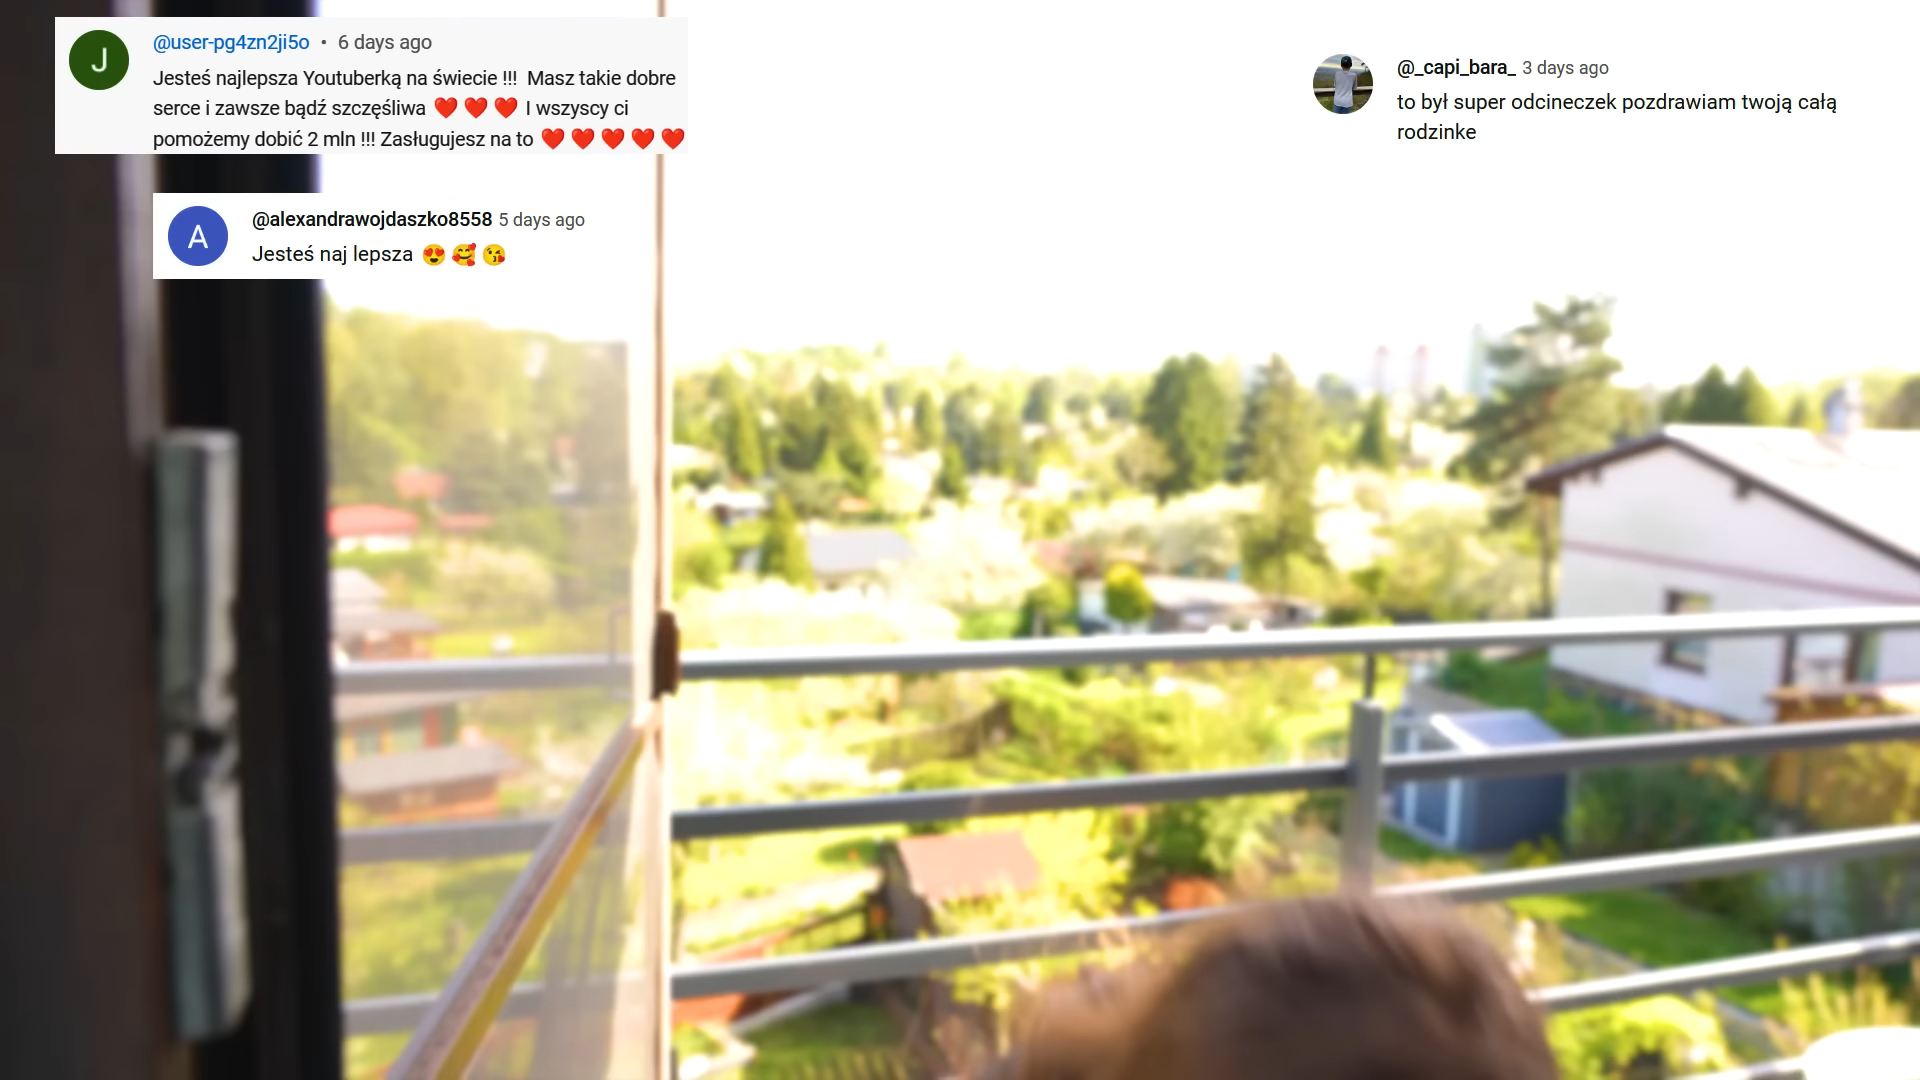 J
@user-pg4zn2ji5o • 6 days ago
Jesteś najlepsza Youtuberką na świecie !!! Masz takie dobre
serce i zawsze bądź szczęśliwa ❤️ ❤️ ❤️ I wszyscy ci
pomożemy dobić 2 mln !!! Zasługujesz na to ❤️ ❤️ ❤️ ❤️ ❤️
A
@alexandrawojdaszko8558 5 days ago
Jesteś naj lepsza 😍 🥰 😘
@_capi_bara_ 3 days ago
to był super odcineczek pozdrawiam twoją całą
rodzinke